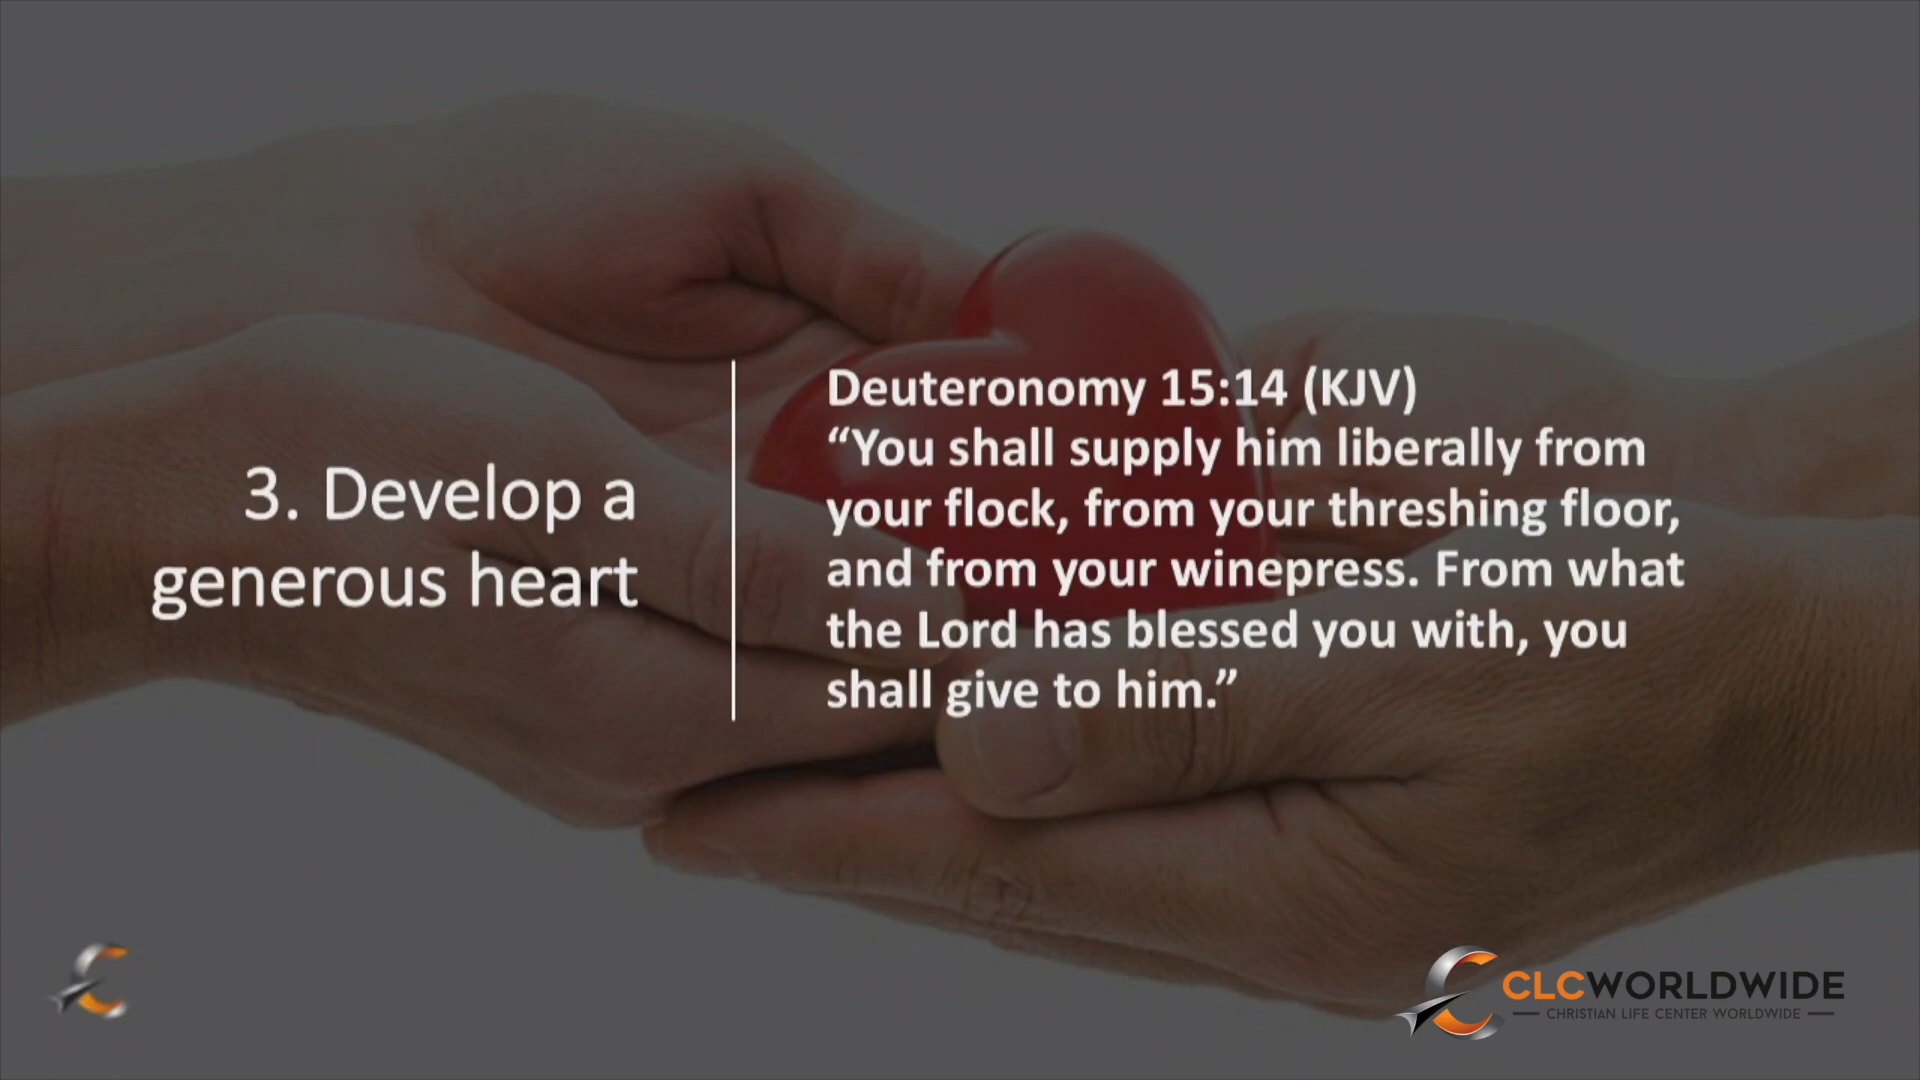 3. Develop a
generous heart
Deuteronomy 15:14 (KJV)
“You shall supply him liberally from
your flock, from your threshing floor,
and from your winepress. From what
the Lord has blessed you with, you
shall give to him.”
CLCWORLDWIDE
CHRISTIAN LIFE CENTER WORLDWIDE